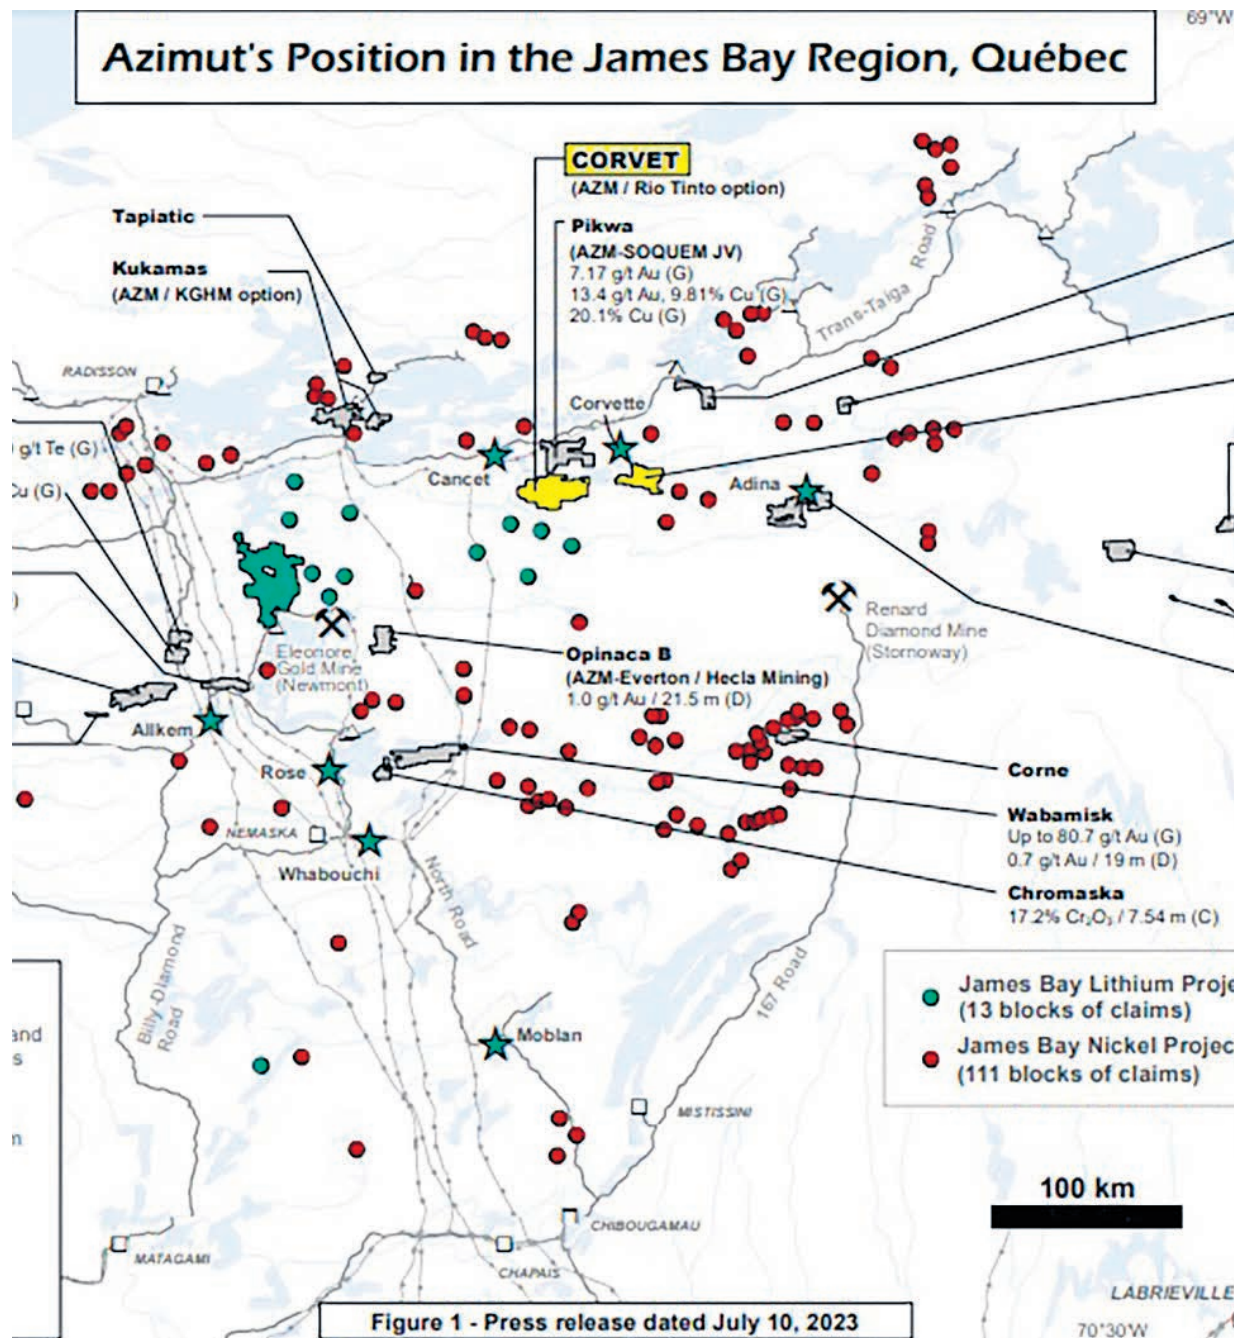 69°W
Azimut's Position in the James Bay Region, Québec
CORVET
(AZM / Rio Tinto option)
Tapiatic
Pikwa
(AZM-SOQUEM JV)
7.17 g/t Au (G)
13.4 g/t Au, 9.81% Cu (G)
20.1% Cu (G)
Kukamas
(AZM / KGHM option)
Trans-Taiga
Road
RADISSON
Corvette
g/t Te (G)
Cancet
Adina
Cu (G)
Renard
Diamond Mine
(Stornoway)
Eleonore
Gold Mine
(Newmont)
Opinaca B
(AZM-Everton / Hecla Mining)
1.0 g/t Au / 21.5 m (D)
Allkem
Rose
Corne
Wabamisk
Up to 80.7 g/t Au (G)
0.7 g/t Au / 19 m (D)
NEMASKA
Whabouchi
Chromaska
17.2% Cr₂O₃ / 7.54 m (C)
North Road
Billy-Diamond
Road
167 Road
James Bay Lithium Proje
(13 blocks of claims)
James Bay Nickel Projec
(111 blocks of claims)
and
s
Moblan
MISTISSINI
100 km
CHIBOUGAMAU
MATAGAMI
CHAPAIS
LABRIEVILLE
Figure 1 - Press release dated July 10, 2023
70°30'W